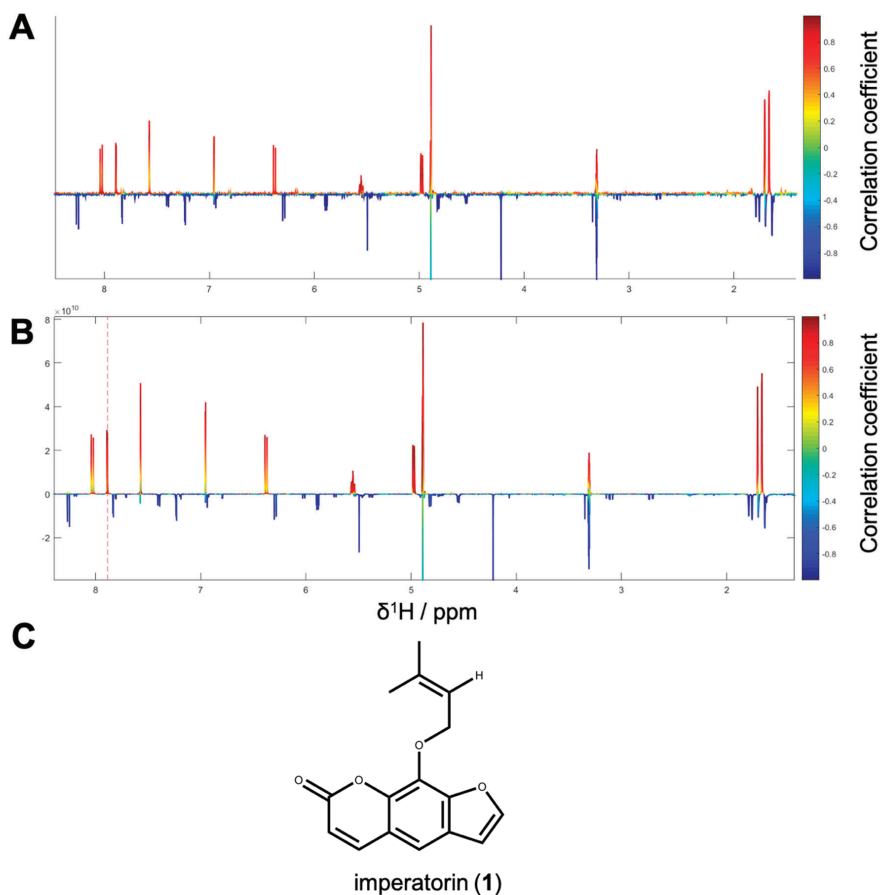 A
0.8
0.6
0.4
0.2
0
-0.2
-0.4
-0.6
-0.8
Correlation coefficient
8 7 6 5 4 3 2
B
× 10¹⁰
8
6
4
2
0
-2
8 7 6 5 4 3 2
1
0.8
0.6
0.4
0.2
0
-0.2
-0.4
-0.6
-0.8
Correlation coefficient
δ¹H / ppm
C
H
O
O
O
O
imperatorin (1)